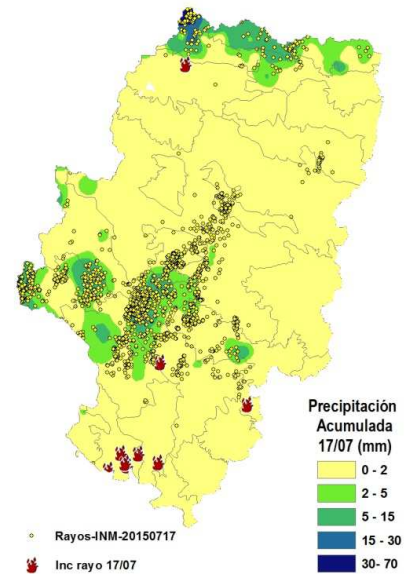 Precipitación
Acumulada
17/07 (mm)
0 - 2
2 - 5
5 - 15
15 - 30
30- 70
Rayos-INM-20150717
Inc rayo 17/07